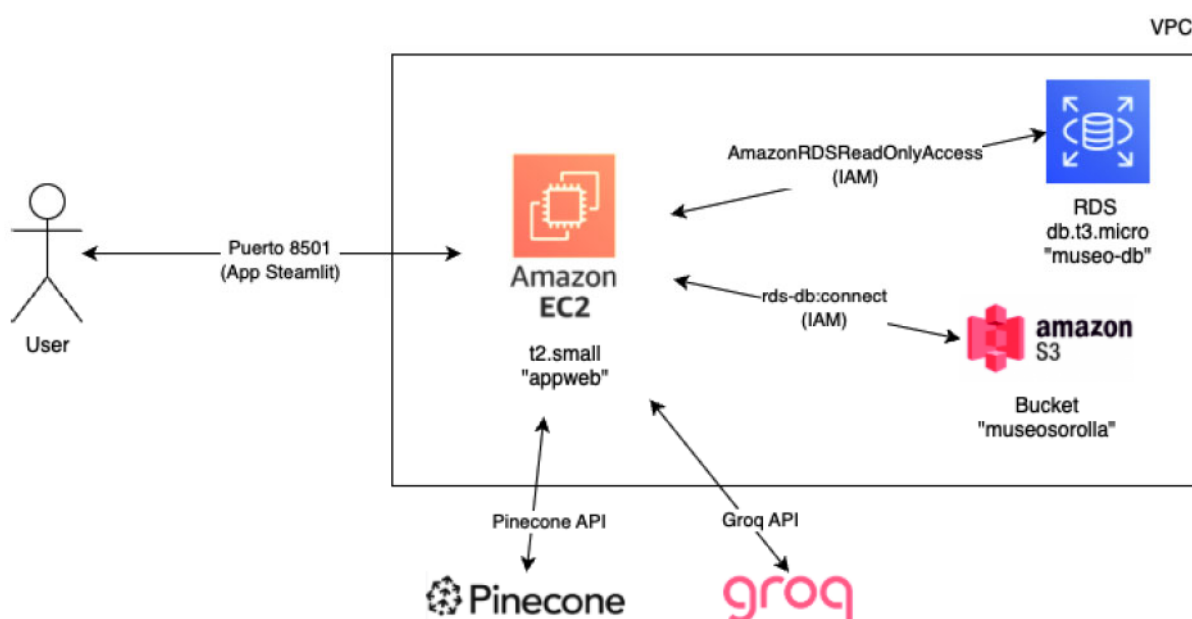 VPC
AmazonRDSReadOnlyAccess
(IAM)
RDS
db.t3.micro
"museo-db"
Puerto 8501
(App Steamlit)
User
Amazon
EC2
t2.small
"appweb"
rds-db:connect
(IAM)
amazon
S3
Bucket
"museosorolla"
Pinecone API
Groq API
Pinecone
groq